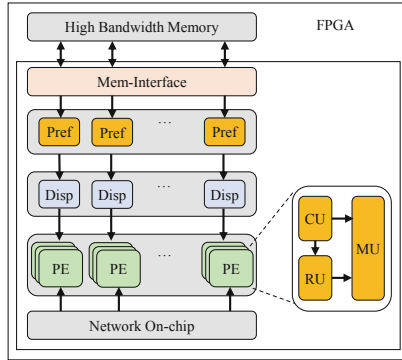 High Bandwidth Memory
FPGA
Mem-Interface
Pref Pref ... Pref
Disp Disp ... Disp
PE PE ... PE
CU
MU
RU
Network On-chip